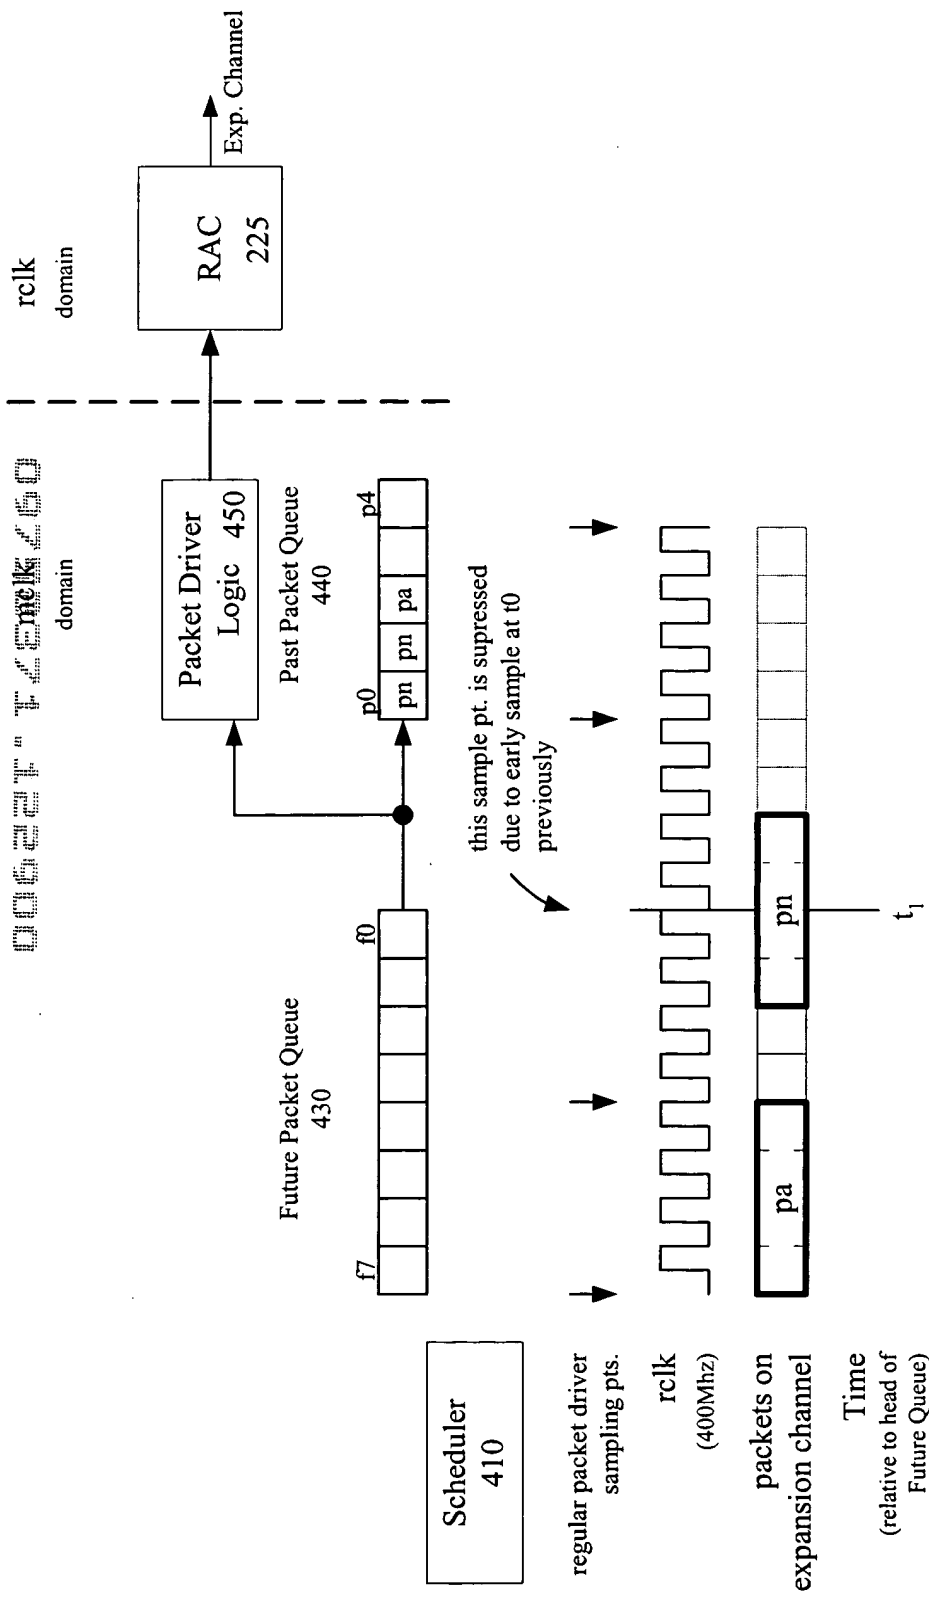 mclk
domain
rclk
domain
Packet Driver
Logic 450
RAC
225
Exp. Channel
Future Packet Queue
430
Past Packet Queue
440
f7
f0
p0
p4
pn
pn
pa
Scheduler
410
this sample pt. is supressed
due to early sample at t0
previously
regular packet driver
sampling pts.
rclk
(400Mhz)
packets on
expansion channel
pa
pn
Time
(relative to head of
Future Queue)
t1